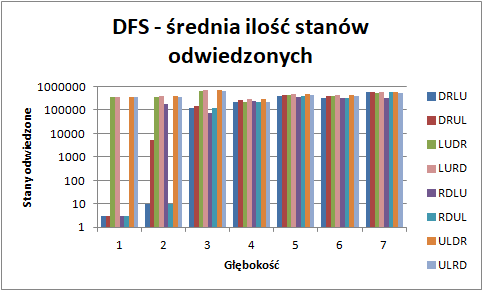 DFS - średnia ilość stanów
odwiedzonych
Stany odwiedzone
1000000
100000
10000
1000
100
10
1
1 2 3 4 5 6 7
Głębokość
DRLU
DRUL
LUDR
LURD
RDLU
RDUL
ULDR
ULRD